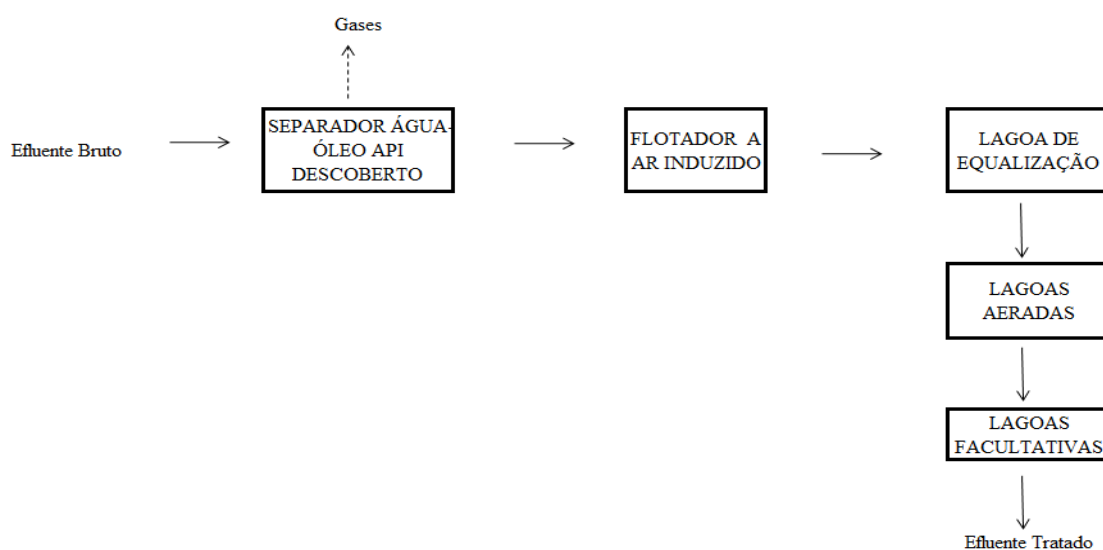 Gases
Efluente Bruto
SEPARADOR ÁGUA-
ÓLEO API
DESCOBERTO
FLOTADOR A
AR INDUZIDO
LAGOA DE
EQUALIZAÇÃO
LAGOAS
AERADAS
LAGOAS
FACULTATIVAS
Efluente Tratado